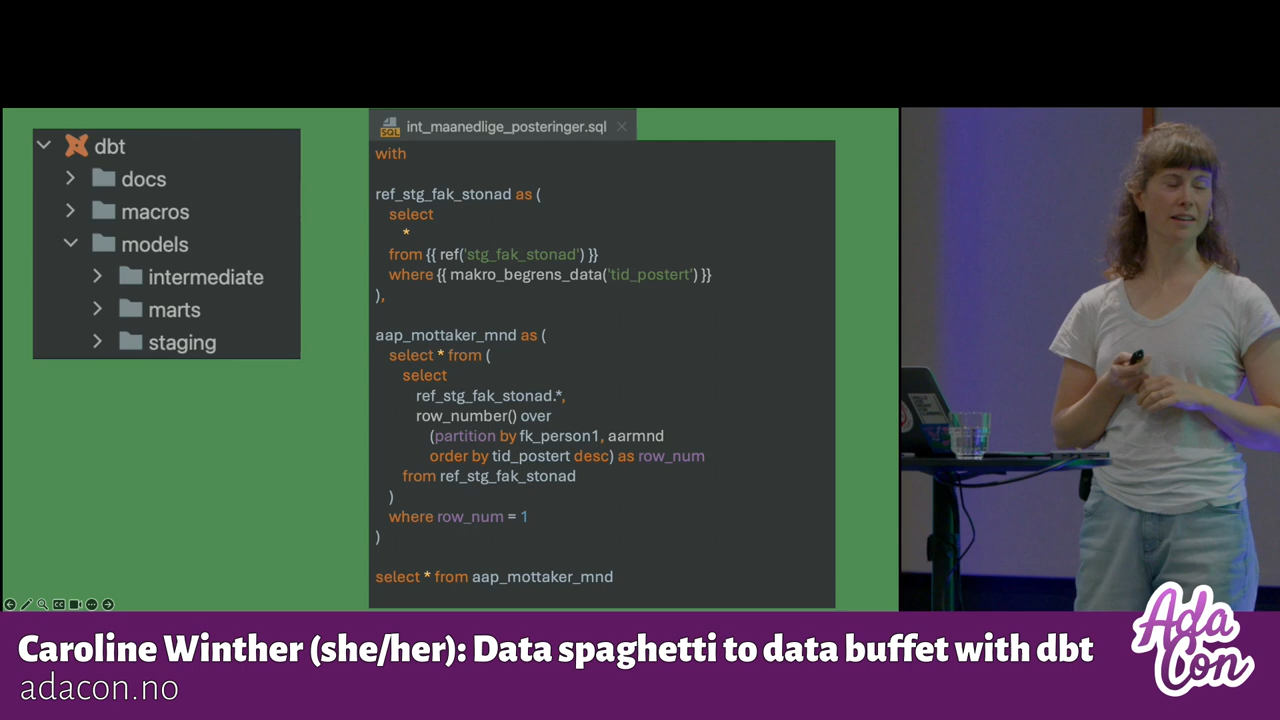 dbt
docs
macros
models
intermediate
marts
staging
SQL
int_maanedlige_posteringer.sql
with
ref_stg_fak_stonad as (
select
*
from {{ ref('stg_fak_stonad') }}
where {{ makro_begrens_data('tid_postert') }}
),
aap_mottaker_mnd as (
select * from (
select
ref_stg_fak_stonad.*,
row_number() over
(partition by fk_person1, aarmnd
order by tid_postert desc) as row_num
from ref_stg_fak_stonad
)
where row_num = 1
)
select * from aap_mottaker_mnd
Caroline Winther (she/her): Data spaghetti to data buffet with dbt
adacon.no
Ada
Con